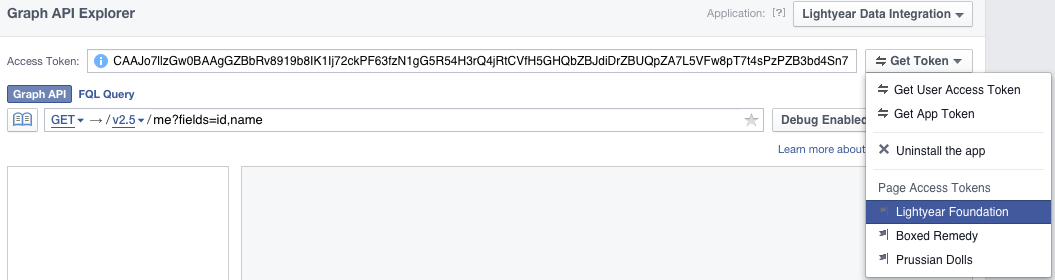 Graph API Explorer
Application: [?] Lightyear Data Integration
Access Token: CAAJo7llzGw0BAAgGZBbRv8919b8IK1Ij72ckPF63fzN1gG5R54H3rQ4jRtCVfH5GHQbZBJdiDrZBUQpZA7L5VFw8pT7t4sPzPZB3bd4Sn7 Get Token
Get User Access Token
Graph API FQL Query
Get App Token
GET → / v2.5 / me?fields=id,name Debug Enabled
Learn more about
Uninstall the app
Page Access Tokens
Lightyear Foundation
Boxed Remedy
Prussian Dolls